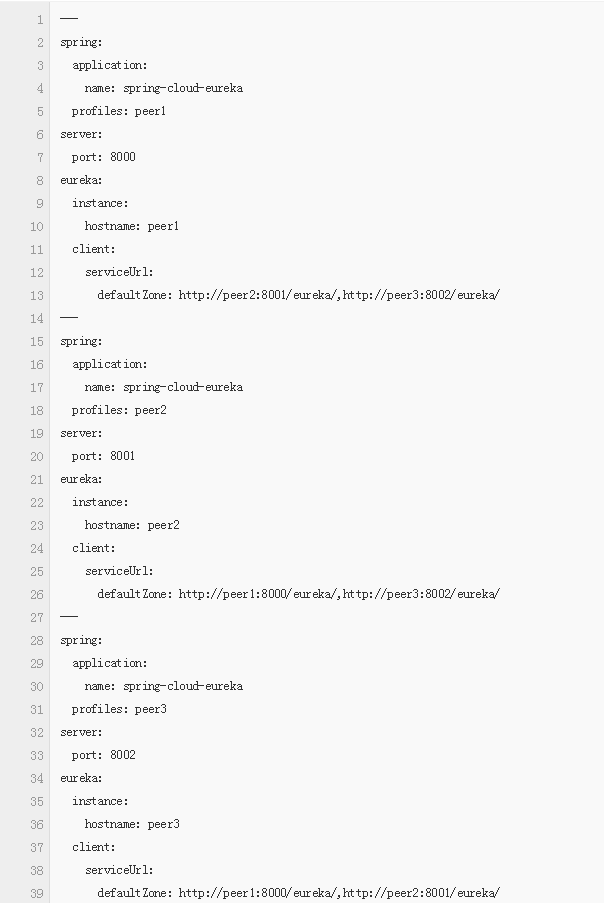 1 ---
2 spring:
3   application:
4     name: spring-cloud-eureka
5   profiles: peer1
6 server:
7   port: 8000
8 eureka:
9   instance:
10     hostname: peer1
11   client:
12     serviceUrl:
13       defaultZone: http://peer2:8001/eureka/,http://peer3:8002/eureka/
14 ---
15 spring:
16   application:
17     name: spring-cloud-eureka
18   profiles: peer2
19 server:
20   port: 8001
21 eureka:
22   instance:
23     hostname: peer2
24   client:
25     serviceUrl:
26       defaultZone: http://peer1:8000/eureka/,http://peer3:8002/eureka/
27 ---
28 spring:
29   application:
30     name: spring-cloud-eureka
31   profiles: peer3
32 server:
33   port: 8002
34 eureka:
35   instance:
36     hostname: peer3
37   client:
38     serviceUrl:
39       defaultZone: http://peer1:8000/eureka/,http://peer2:8001/eureka/